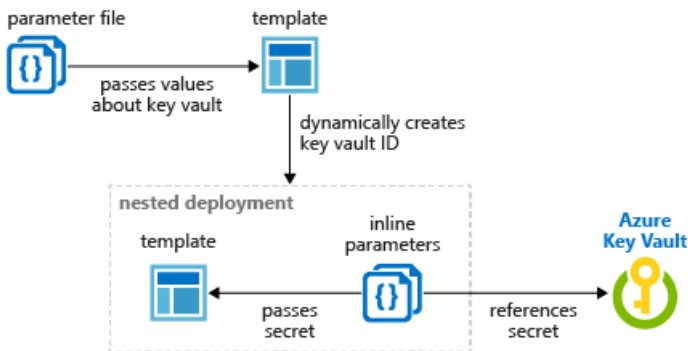 parameter file
template
passes values
about key vault
dynamically creates
key vault ID
nested deployment
template
inline
parameters
Azure
Key Vault
{}
{}
passes
secret
references
secret